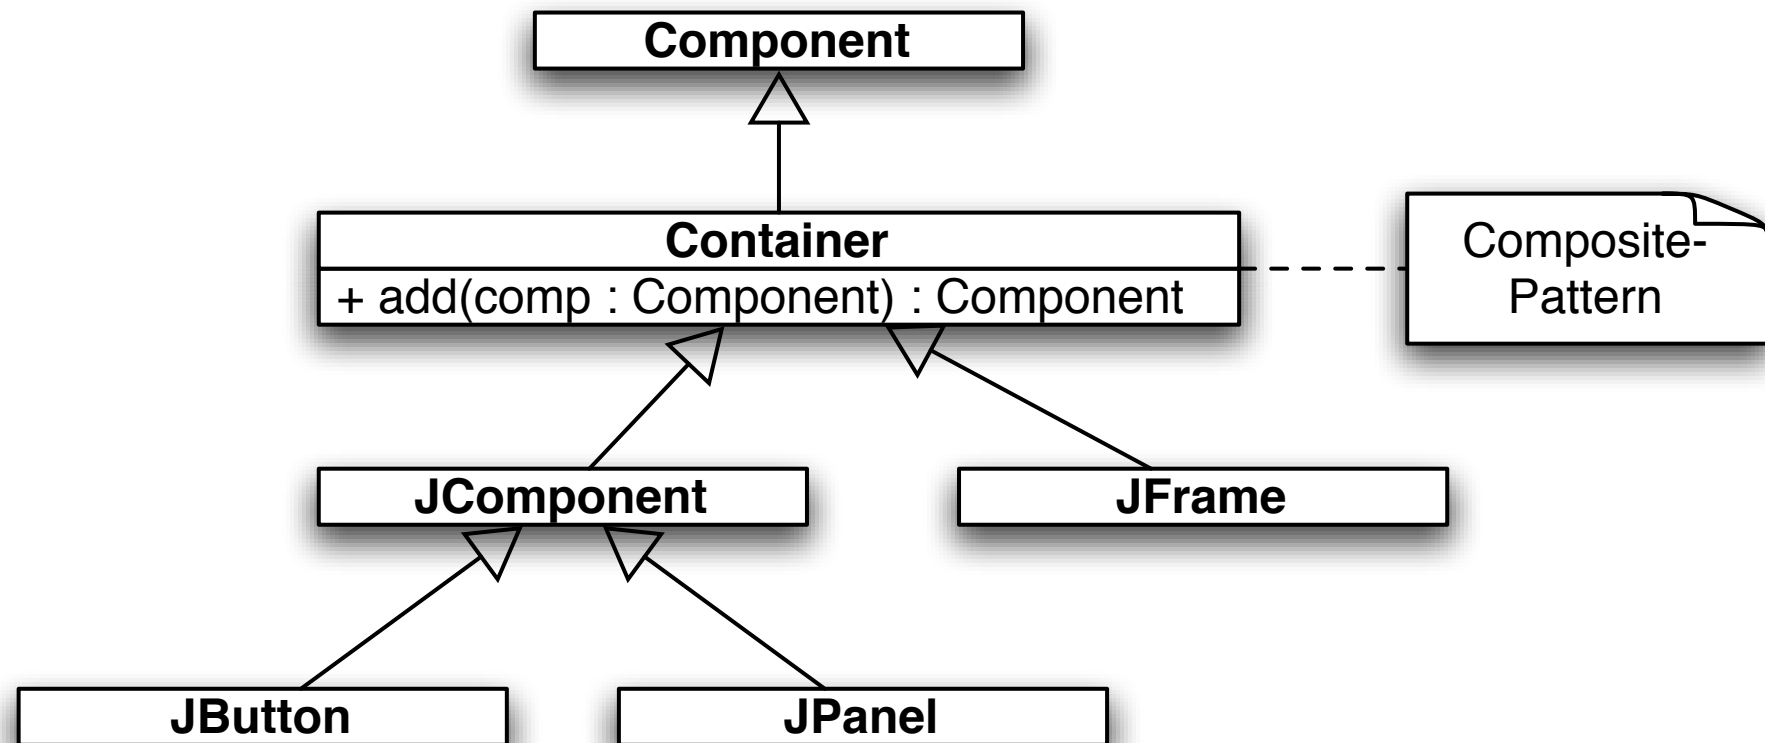 Component
Container
+ add(comp : Component) : Component
Composite-
Pattern
JComponent
JFrame
JButton
JPanel